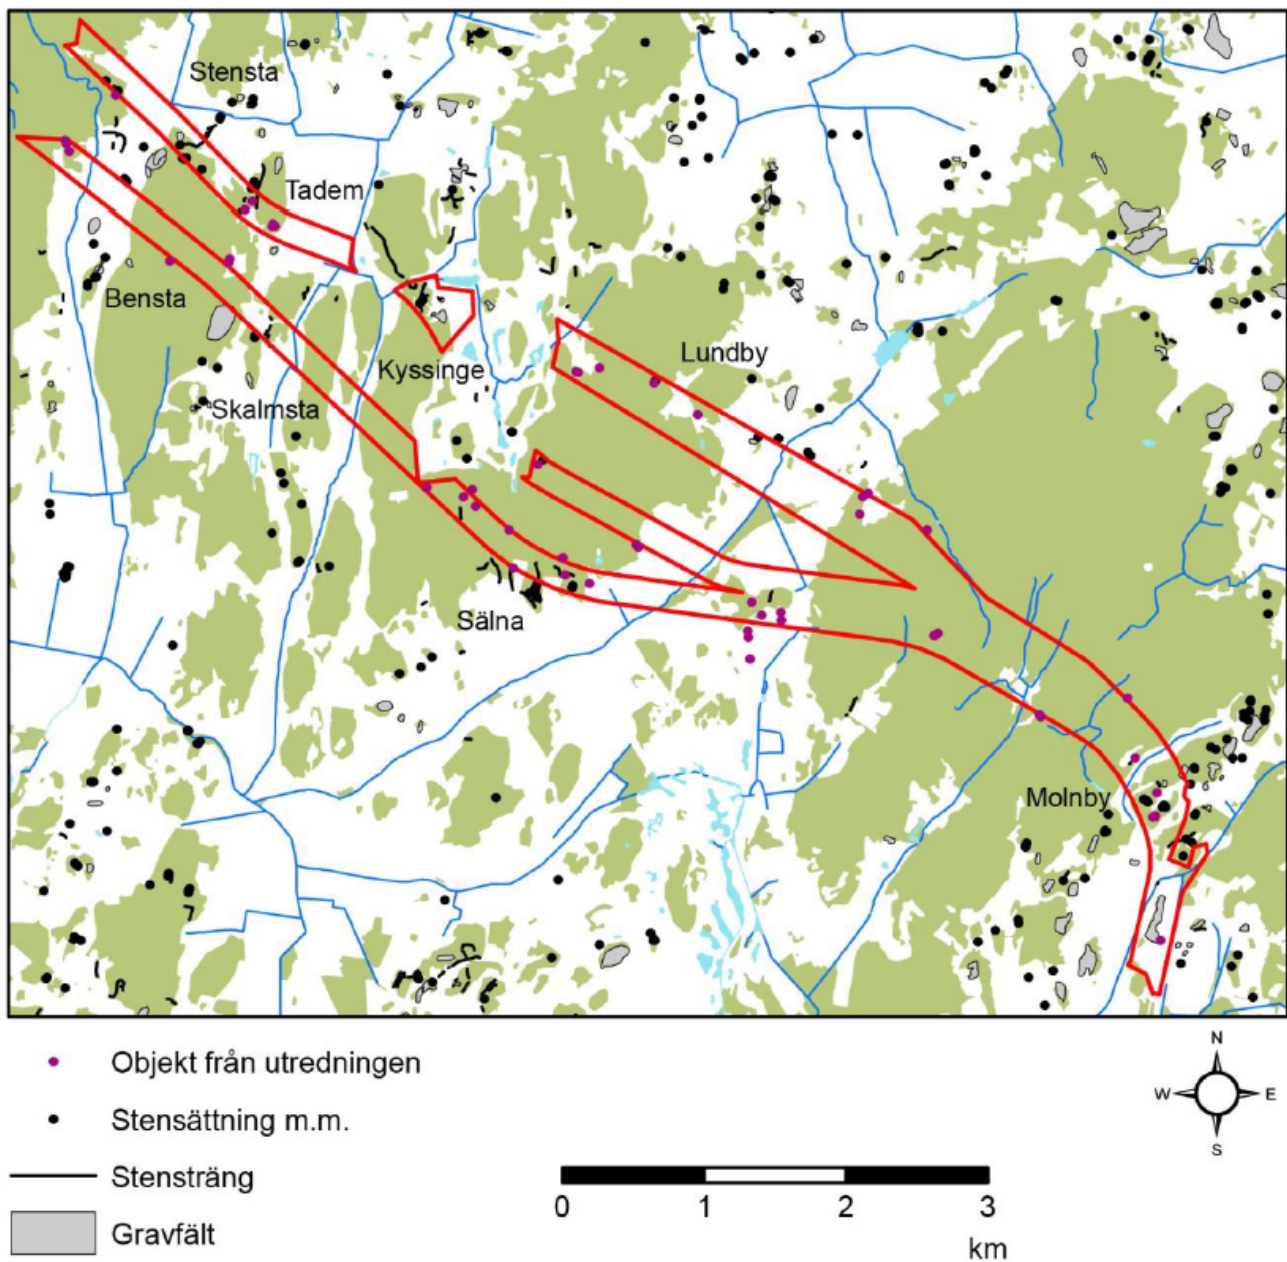 Stensta
Tadem
Bensta
Kyssinge
Lundby
Skalmsta
Sälna
Molnby
Objekt från utredningen
Stensättning m.m.
Stensträng
Gravfält
N
W E
S
0 1 2 3
km